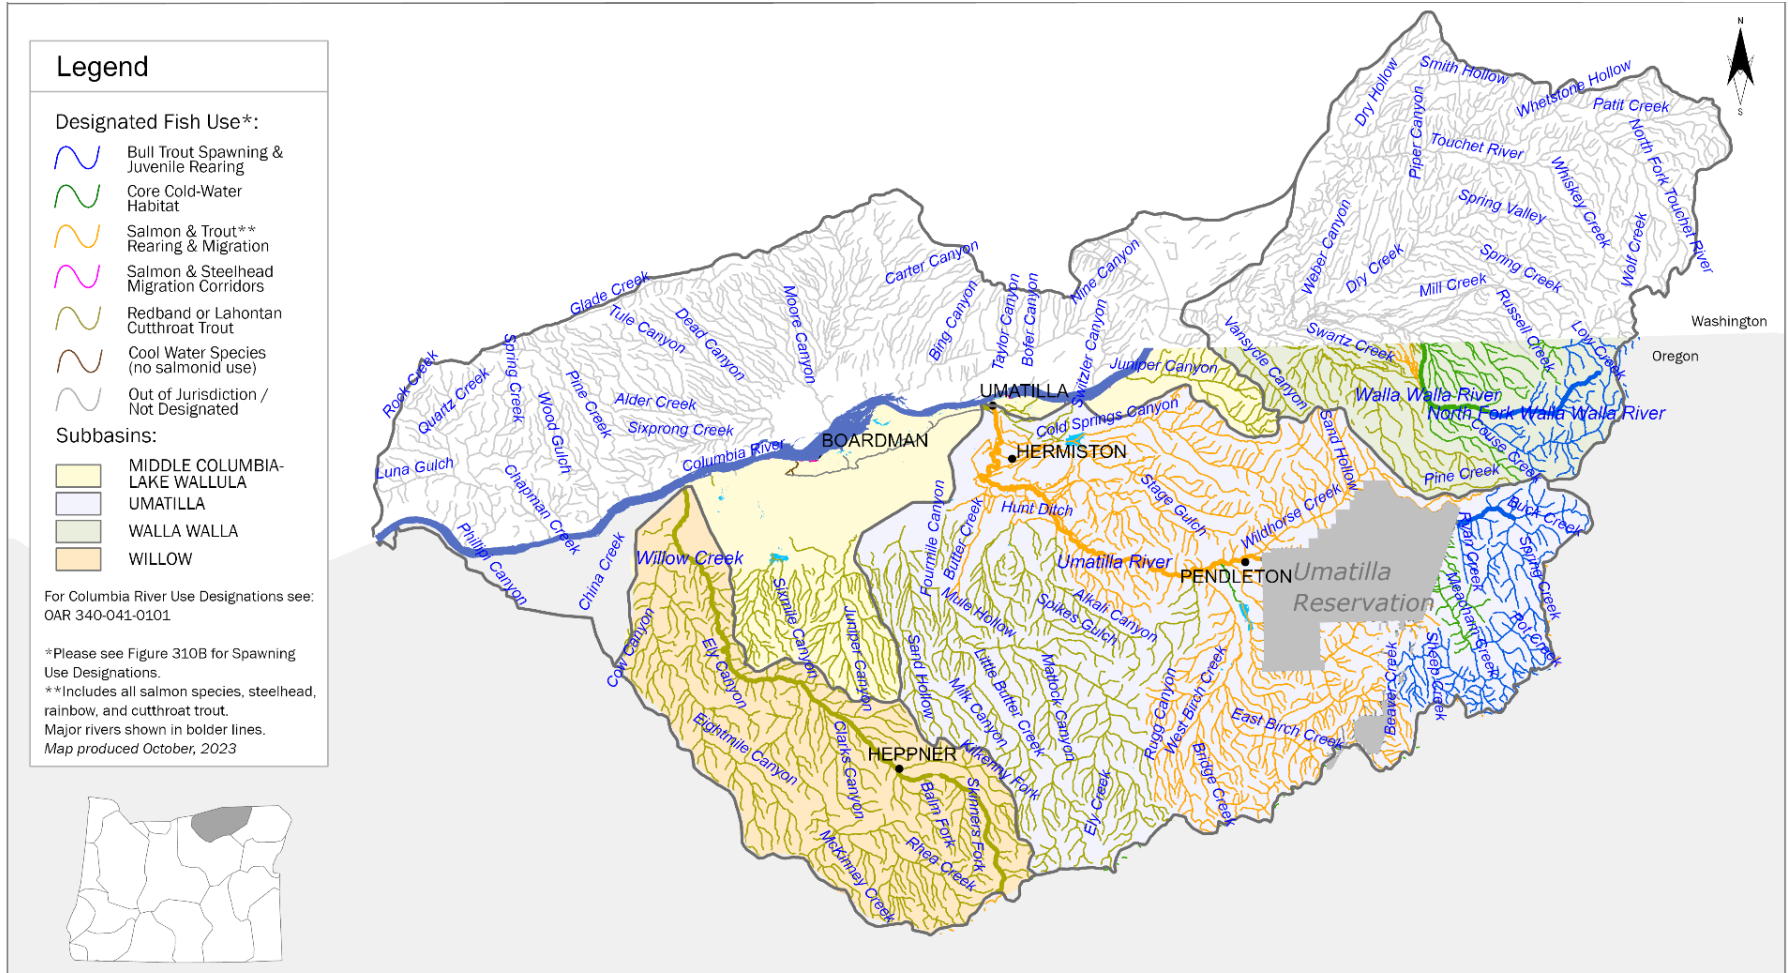 Legend
Designated Fish Use*:
Bull Trout Spawning &
Juvenile Rearing
Core Cold-Water
Habitat
Salmon & Trout**
Rearing & Migration
Salmon & Steelhead
Migration Corridors
Redband or Lahontan
Cutthroat Trout
Cool Water Species
(no salmonid use)
Out of Jurisdiction /
Not Designated
Subbasins:
MIDDLE COLUMBIA-
LAKE WALLULA
UMATILLA
WALLA WALLA
WILLOW
For Columbia River Use Designations see:
OAR 340-041-0101
*Please see Figure 310B for Spawning
Use Designations.
**Includes all salmon species, steelhead,
rainbow, and cutthroat trout.
Major rivers shown in bolder lines.
Map produced October, 2023
N
S
Washington
Oregon
Dry Hollow
Smith Hollow
Whetstone Hollow
Patit Creek
Piper Canyon
Touchet River
North Fork Touchet River
Whiskey Creek
Spring Valley
Weber Canyon
Dry Creek
Spring Creek
Wolf Creek
Mill Creek
Russell Creek
Low Creek
Swartz Creek
Vansycle Canyon
Walla Walla River
North Fork Walla Walla River
Couse Creek
Pine Creek
Sand Hollow
Carter Canyon
Nine Canyon
Glade Creek
Tule Canyon
Dead Canyon
Moore Canyon
Bing Canyon
Taylor Canyon
Bofer Canyon
Switzler Canyon
Juniper Canyon
Rock Creek
Quartz Creek
Spring Creek
Pine Creek
Wood Gulch
Alder Creek
Sixprong Creek
Columbia River
Luna Gulch
Chapman Creek
Phillipi Canyon
China Creek
UMATILLA
BOARDMAN
HERMISTON
Cold Springs Canyon
Stage Gulch
Hunt Ditch
Wildhorse Creek
Fourmile Canyon
Butter Creek
Umatilla River
PENDLETON
Umatilla
Reservation
Ryan Creek
Buck Creek
Spring Creek
Meacham Creek
Pot Creek
Sheep Creek
Beaver Creek
Willow Creek
Sixmile Canyon
Juniper Canyon
Cow Canyon
Ely Canyon
Mule Hollow
Spikes Gulch
Alkali Canyon
Sand Hollow
Little Butter Creek
Milk Canyon
Matlock Canyon
Rugg Canyon
West Birch Creek
East Birch Creek
Bridge Creek
Eightmile Canyon
Clarks Canyon
HEPPNER
Kilkenny Fork
Balm Fork
Skinners Fork
Ely Creek
Rhea Creek
McKinney Creek